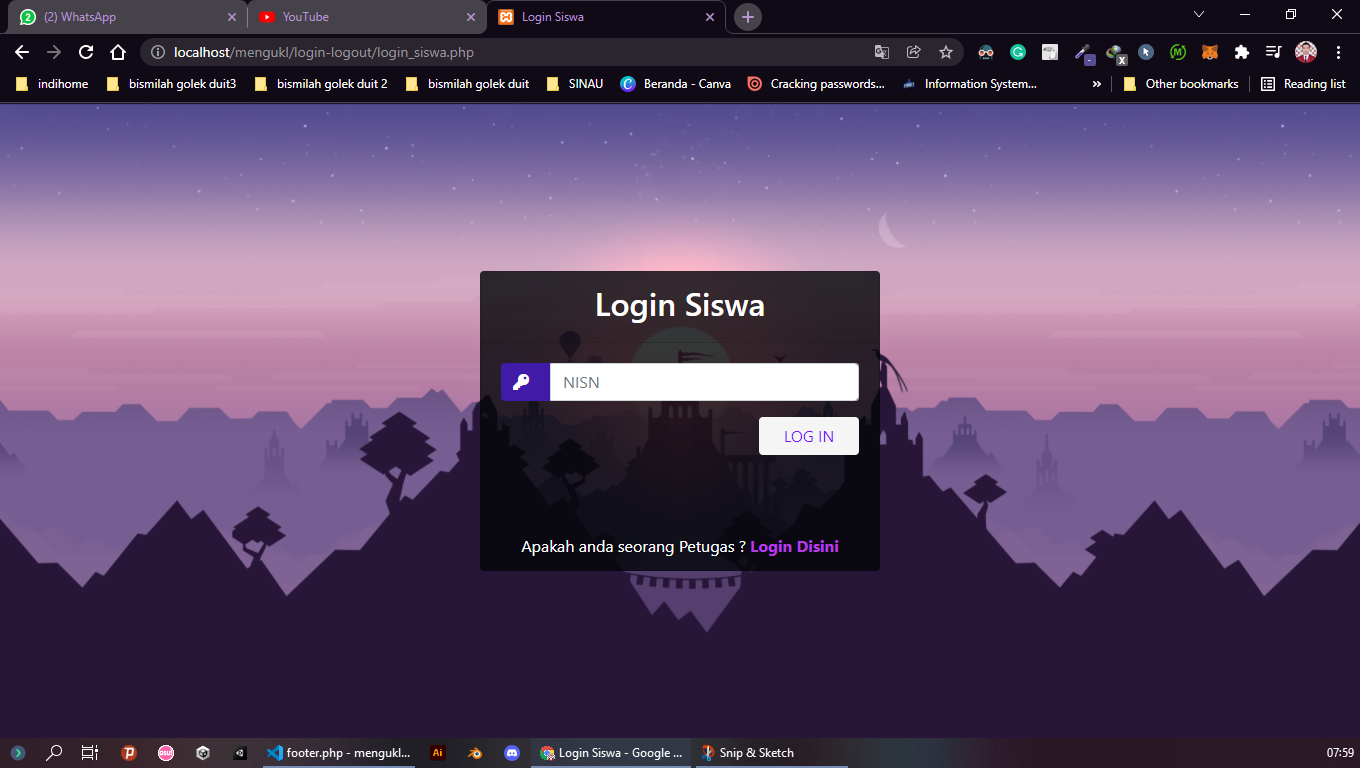 (2) WhatsApp
YouTube
Login Siswa
localhost/mengukl/login-logout/login_siswa.php
indihome
bismilah golek duit3
bismilah golek duit 2
bismilah golek duit
SINAU
Beranda - Canva
Cracking passwords...
Information System...
»
Other bookmarks
Reading list
Login Siswa
NISN
LOG IN
Apakah anda seorang Petugas ? Login Disini
footer.php - mengukl...
Ai
Login Siswa - Google ...
Snip & Sketch
07:59